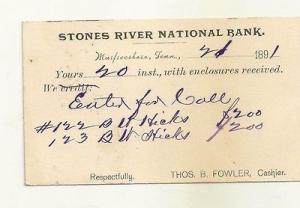 STONES RIVER NATIONAL BANK.
Murfreesboro, Tenn., 21 1891
Yours 20 inst., with enclosures received.
We credit:
Enter for Coll
#122 B W Hicks $200
123 B W Hicks $200
Respectfully, THOS. B. FOWLER, Cashier.